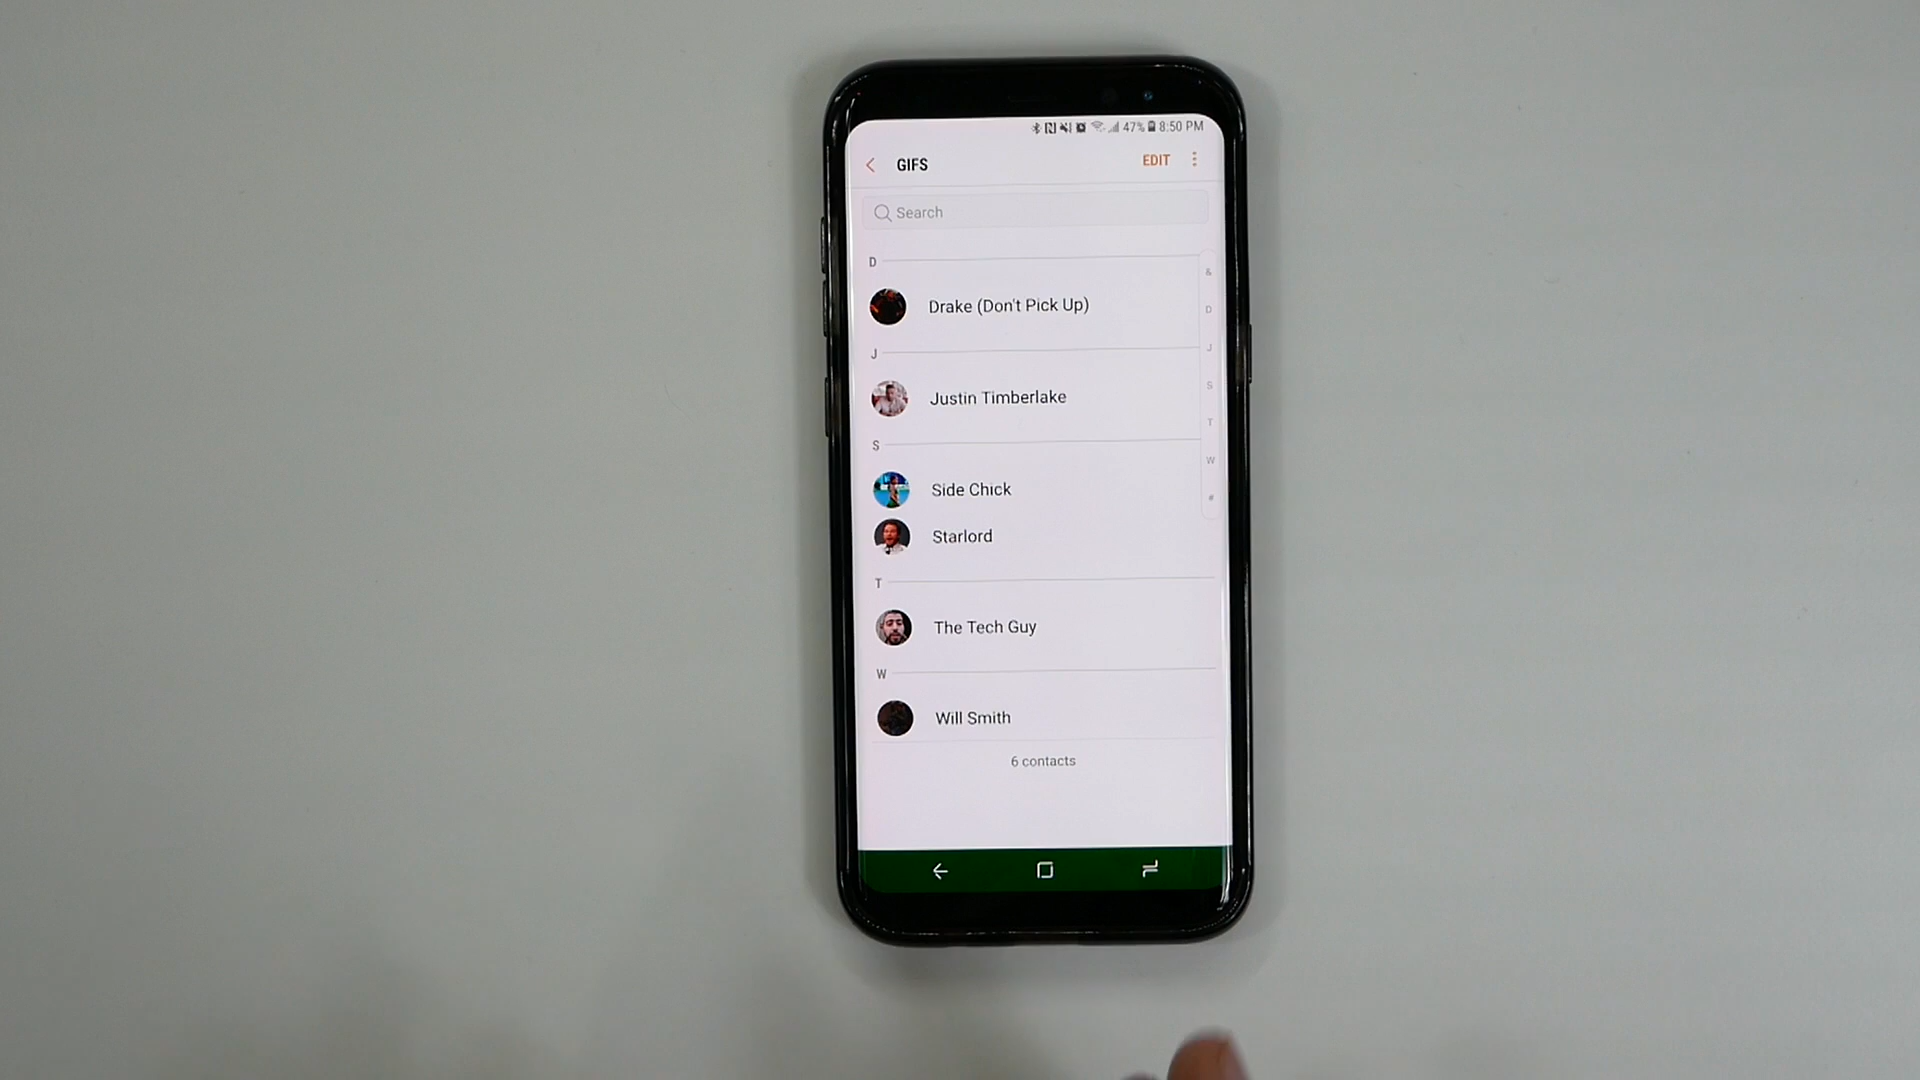 47% 8:50 PM
GIFS EDIT
Search
D
Drake (Don't Pick Up)
J
Justin Timberlake
S
Side Chick
Starlord
T
The Tech Guy
W
Will Smith
6 contacts
&
D
J
S
T
W
#